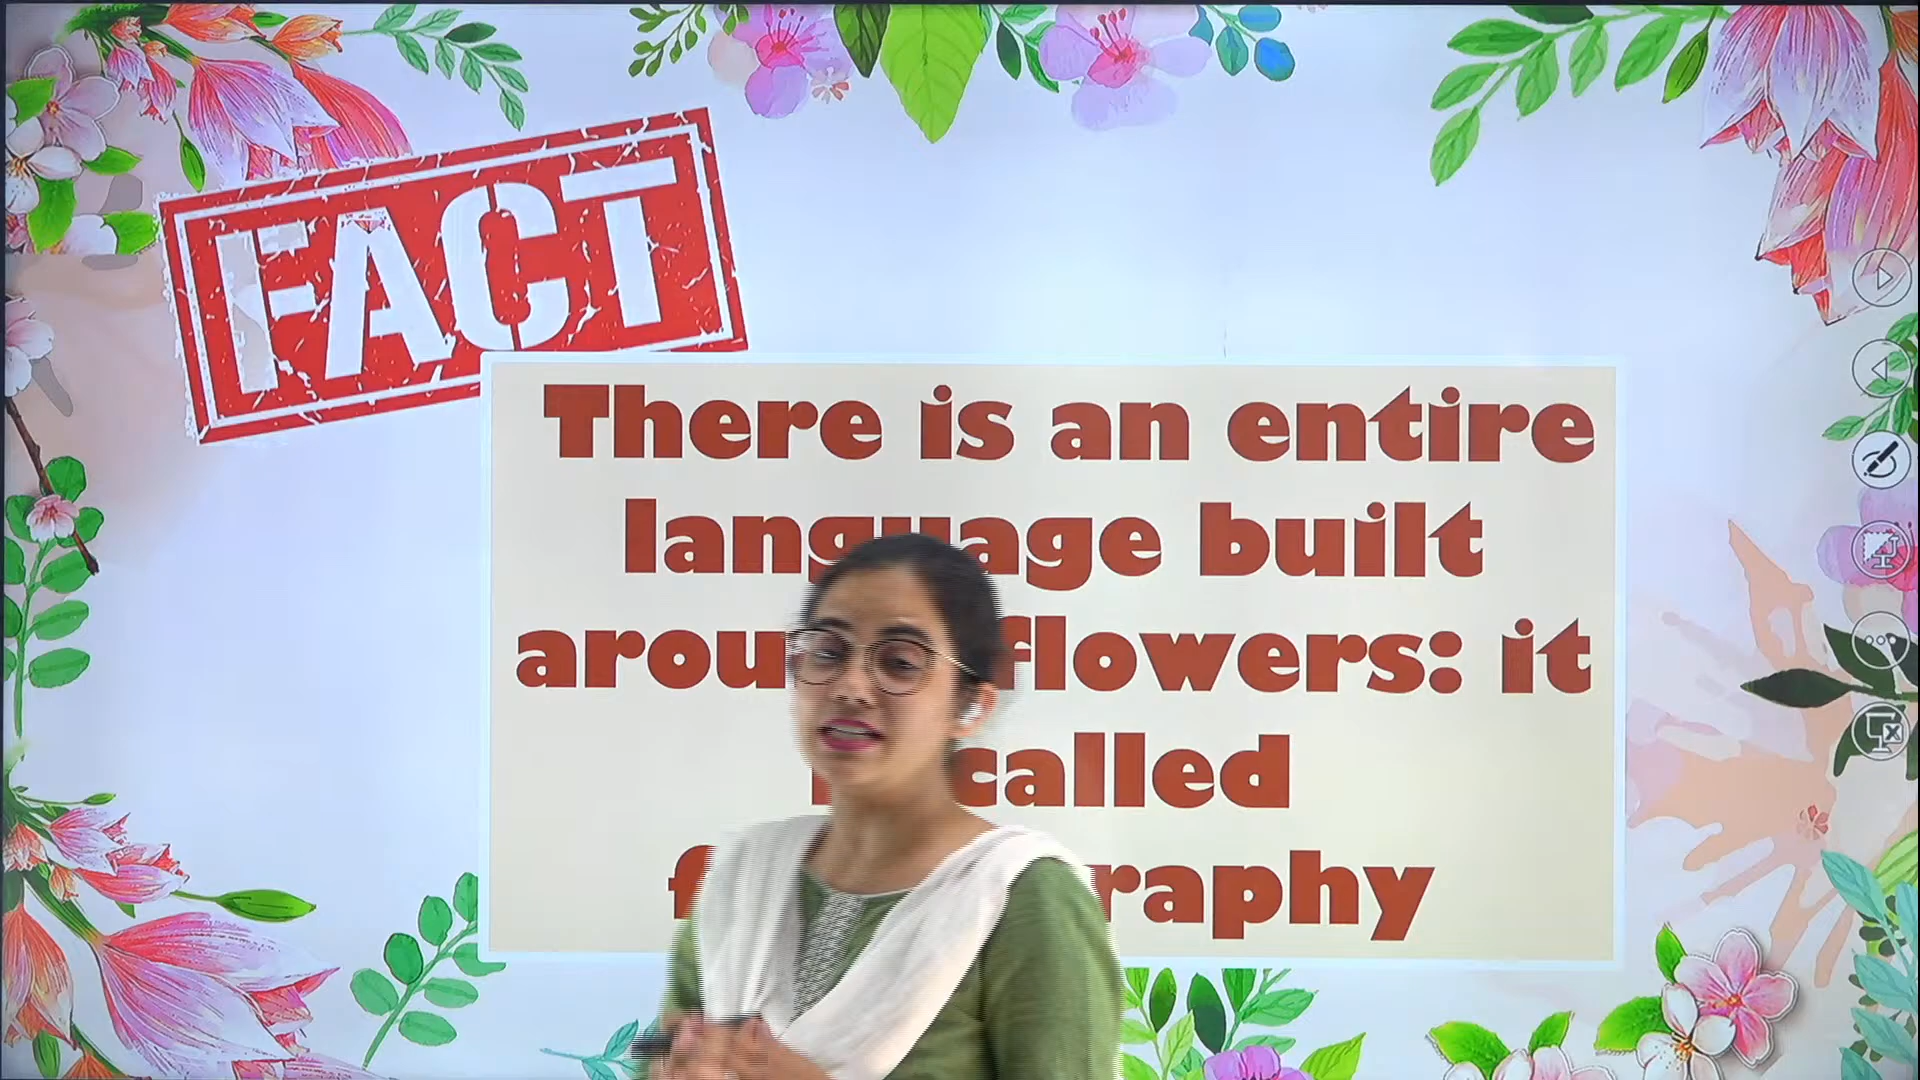 FACT
There is an entire
language built
flowers: it
called